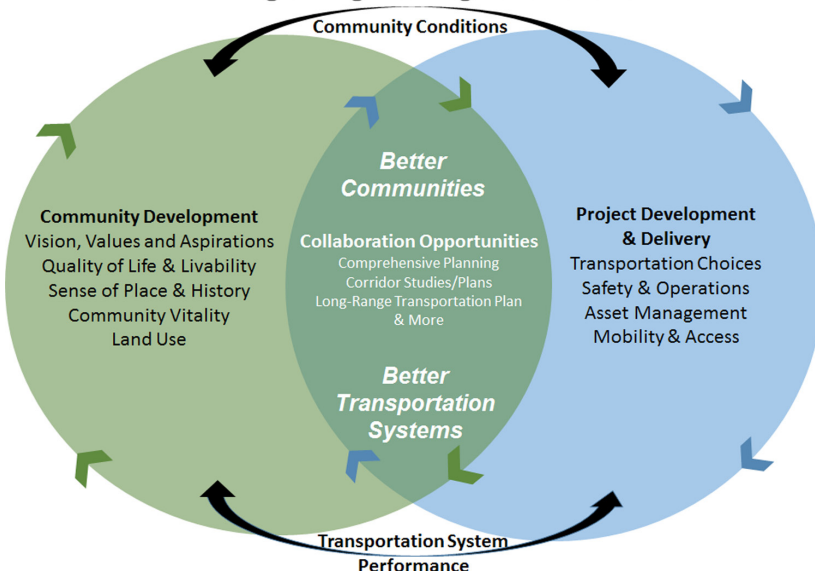 Community Conditions
Better
Communities
Community Development
Vision, Values and Aspirations
Quality of Life & Livability
Sense of Place & History
Community Vitality
Land Use
Collaboration Opportunities
Comprehensive Planning
Corridor Studies/Plans
Long-Range Transportation Plan
& More
Project Development
& Delivery
Transportation Choices
Safety & Operations
Asset Management
Mobility & Access
Better
Transportation
Systems
Transportation System
Performance